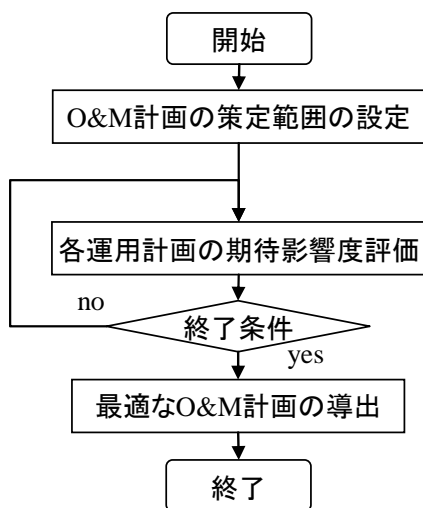 開始
O&M計画の策定範囲の設定
各運用計画の期待影響度評価
no
終了条件
yes
最適なO&M計画の導出
終了